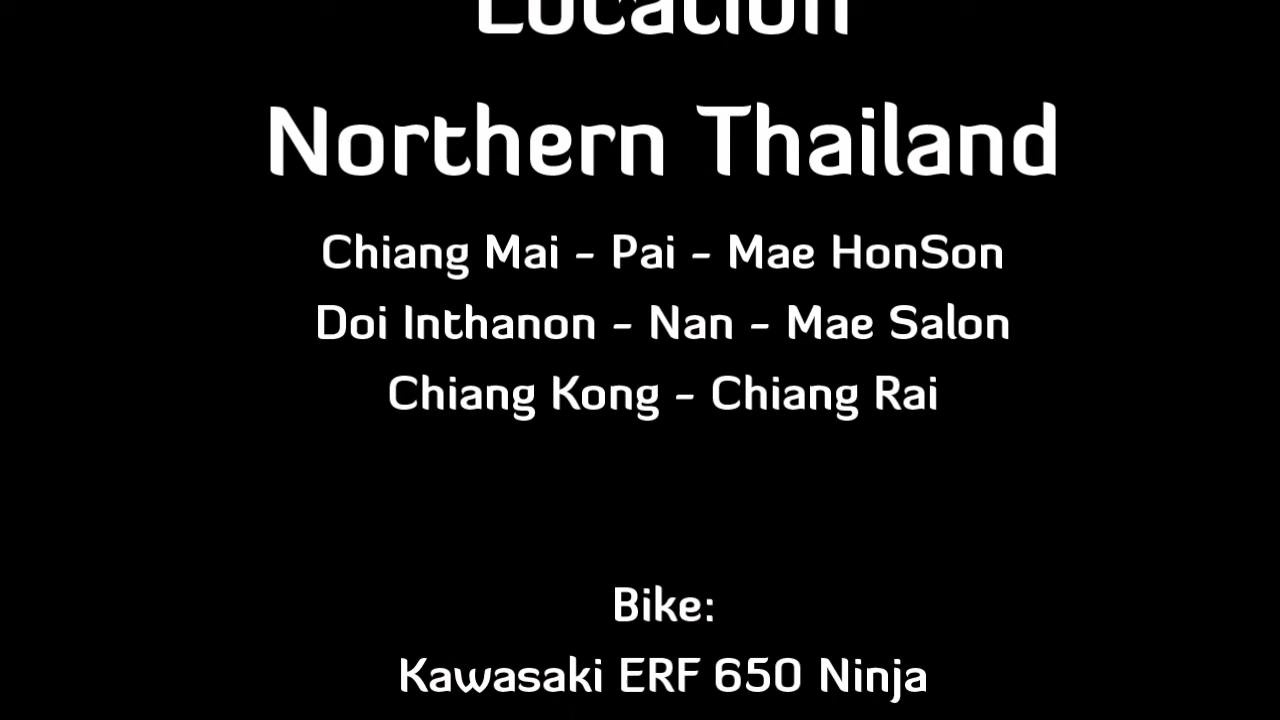 Location
Northern Thailand
Chiang Mai - Pai - Mae HonSon
Doi Inthanon - Nan - Mae Salon
Chiang Kong - Chiang Rai
Bike:
Kawasaki ERF 650 Ninja